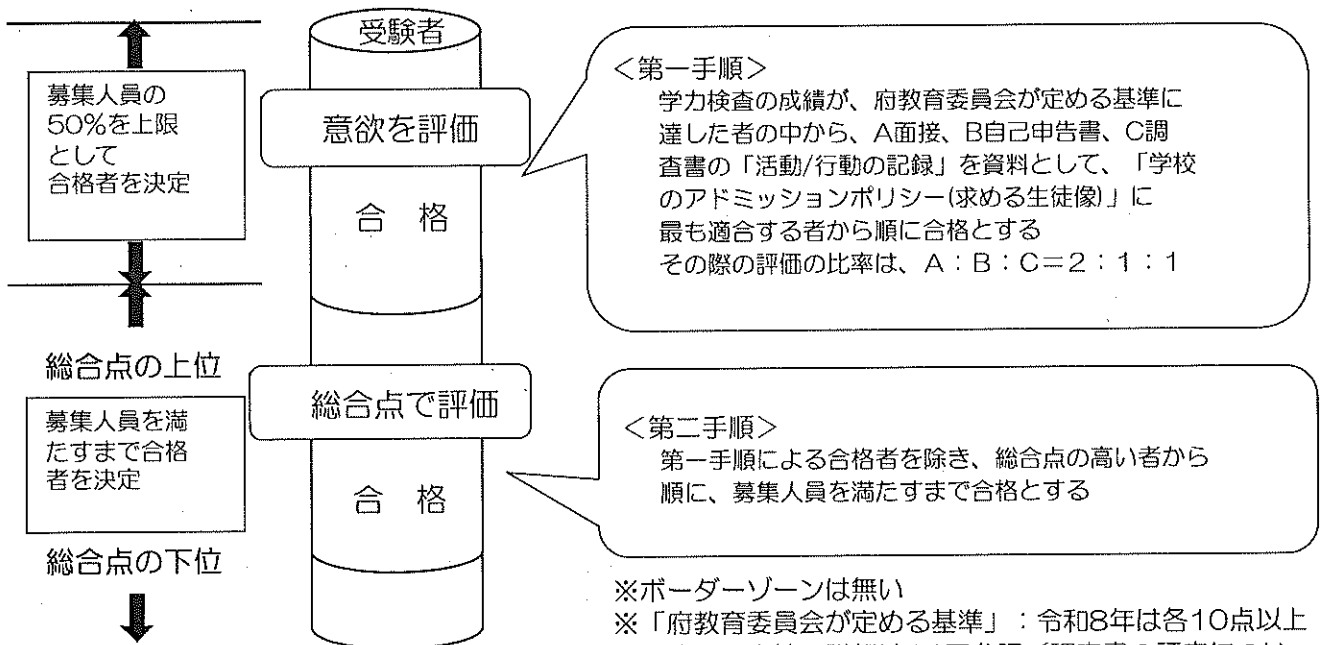 受験者
募集人員の
50%を上限
として
合格者を決定
意欲を評価
合 格
<第一手順>
学力検査の成績が、府教育委員会が定める基準に
達した者の中から、A面接、B自己申告書、C調
査書の「活動/行動の記録」を資料として、「学校
のアドミッションポリシー(求める生徒像)」に
最も適合する者から順に合格とする
その際の評価の比率は、A:B:C=2:1:1
総合点の上位
募集人員を満
たすまで合格
者を決定
総合点の下位
総合点で評価
合 格
<第二手順>
第一手順による合格者を除き、総合点の高い者から
順に、募集人員を満たすまで合格とする
※ボーダーゾーンは無い
※「府教育委員会が定める基準」:令和8年は各10点以上